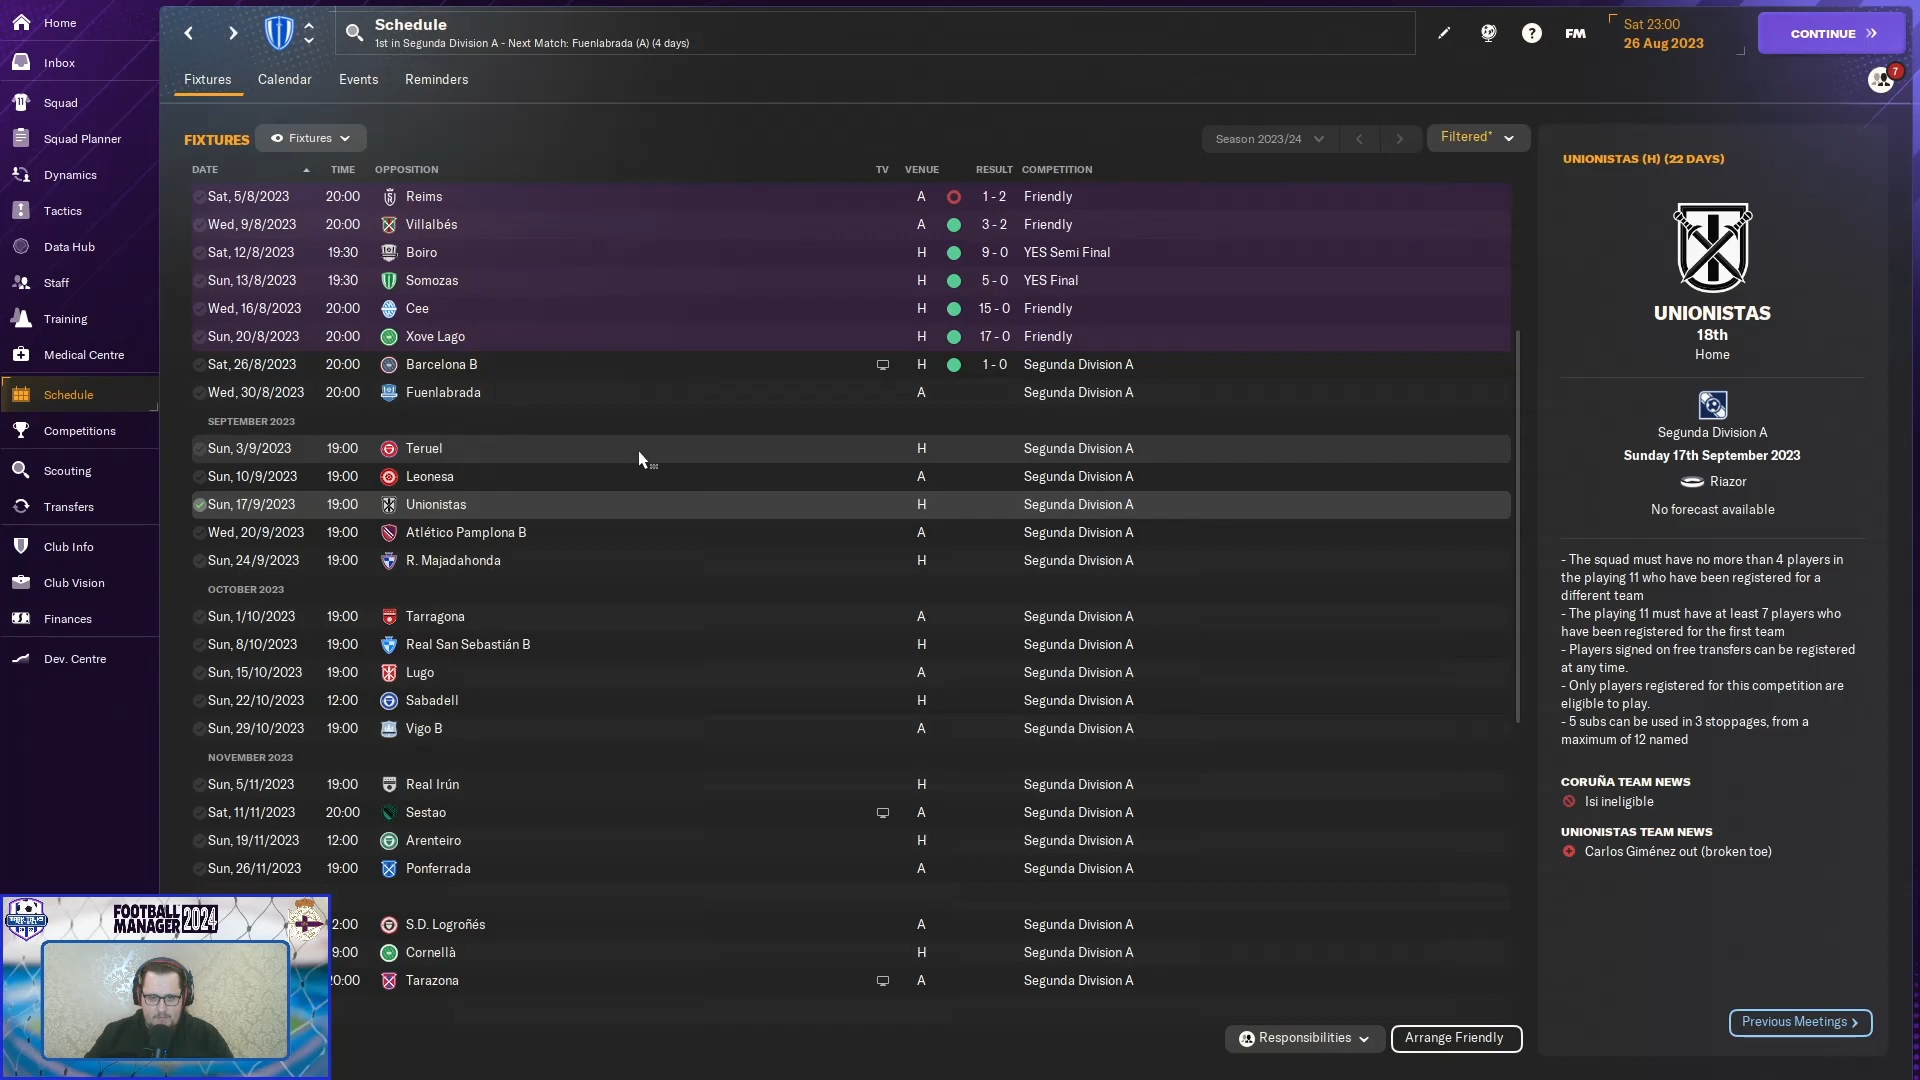 Home
Inbox
Squad
Squad Planner
Dynamics
Tactics
Data Hub
Staff
Training
Medical Centre
Schedule
Competitions
Scouting
Transfers
Club Info
Club Vision
Finances
Dev. Centre
Schedule
1st in Segunda Division A - Next Match: Fuenlabrada (A) (4 days)
FM
Sat 23:00
26 Aug 2023
CONTINUE
7
Fixtures Calendar Events Reminders
FIXTURES Fixtures Season 2023/24 Filtered*
DATE TIME OPPOSITION TV VENUE RESULT COMPETITION
Sat, 5/8/2023 20:00 Reims A 1 - 2 Friendly
Wed, 9/8/2023 20:00 Villalbés A 3 - 2 Friendly
Sat, 12/8/2023 19:30 Boiro H 9 - 0 YES Semi Final
Sun, 13/8/2023 19:30 Somozas H 5 - 0 YES Final
Wed, 16/8/2023 20:00 Cee H 15 - 0 Friendly
Sun, 20/8/2023 20:00 Xove Lago H 17 - 0 Friendly
Sat, 26/8/2023 20:00 Barcelona B H 1 - 0 Segunda Division A
Wed, 30/8/2023 20:00 Fuenlabrada A Segunda Division A
SEPTEMBER 2023
Sun, 3/9/2023 19:00 Teruel H Segunda Division A
Sun, 10/9/2023 19:00 Leonesa A Segunda Division A
Sun, 17/9/2023 19:00 Unionistas H Segunda Division A
Wed, 20/9/2023 19:00 Atlético Pamplona B A Segunda Division A
Sun, 24/9/2023 19:00 R. Majadahonda H Segunda Division A
OCTOBER 2023
Sun, 1/10/2023 19:00 Tarragona A Segunda Division A
Sun, 8/10/2023 19:00 Real San Sebastián B H Segunda Division A
Sun, 15/10/2023 19:00 Lugo A Segunda Division A
Sun, 22/10/2023 12:00 Sabadell H Segunda Division A
Sun, 29/10/2023 19:00 Vigo B A Segunda Division A
NOVEMBER 2023
Sun, 5/11/2023 19:00 Real Irún H Segunda Division A
Sat, 11/11/2023 20:00 Sestao A Segunda Division A
Sun, 19/11/2023 12:00 Arenteiro H Segunda Division A
Sun, 26/11/2023 19:00 Ponferrada A Segunda Division A
2:00 S.D. Logroñés A Segunda Division A
9:00 Cornellà H Segunda Division A
20:00 Tarazona A Segunda Division A
Responsibilities Arrange Friendly
UNIONISTAS (H) (22 DAYS)
UNIONISTAS
18th
Home
Segunda Division A
Sunday 17th September 2023
Riazor
No forecast available
- The squad must have no more than 4 players in
the playing 11 who have been registered for a
different team
- The playing 11 must have at least 7 players who
have been registered for the first team
- Players signed on free transfers can be registered
at any time.
- Only players registered for this competition are
eligible to play.
- 5 subs can be used in 3 stoppages, from a
maximum of 12 named
CORUÑA TEAM NEWS
Isi ineligible
UNIONISTAS TEAM NEWS
Carlos Giménez out (broken toe)
Previous Meetings
FOOTBALL
MANAGER 2024